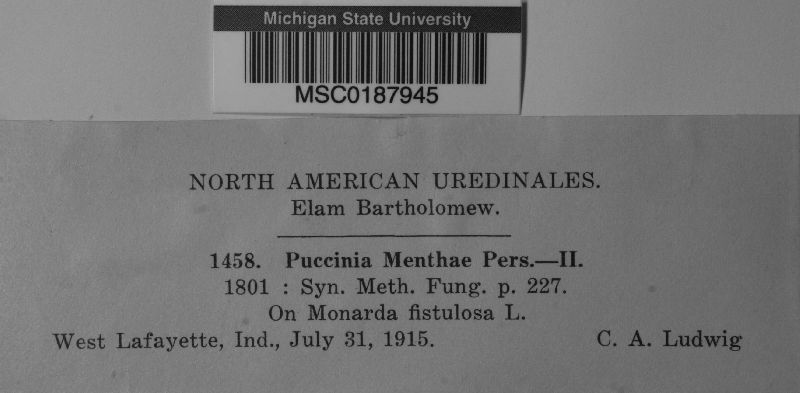 Michigan State University
MSC0187945
NORTH AMERICAN UREDINALES.
Elam Bartholomew.
1458. Puccinia Menthae Pers.—II.
1801 : Syn. Meth. Fung. p. 227.
On Monarda fistulosa L.
West Lafayette, Ind., July 31, 1915. C. A. Ludwig